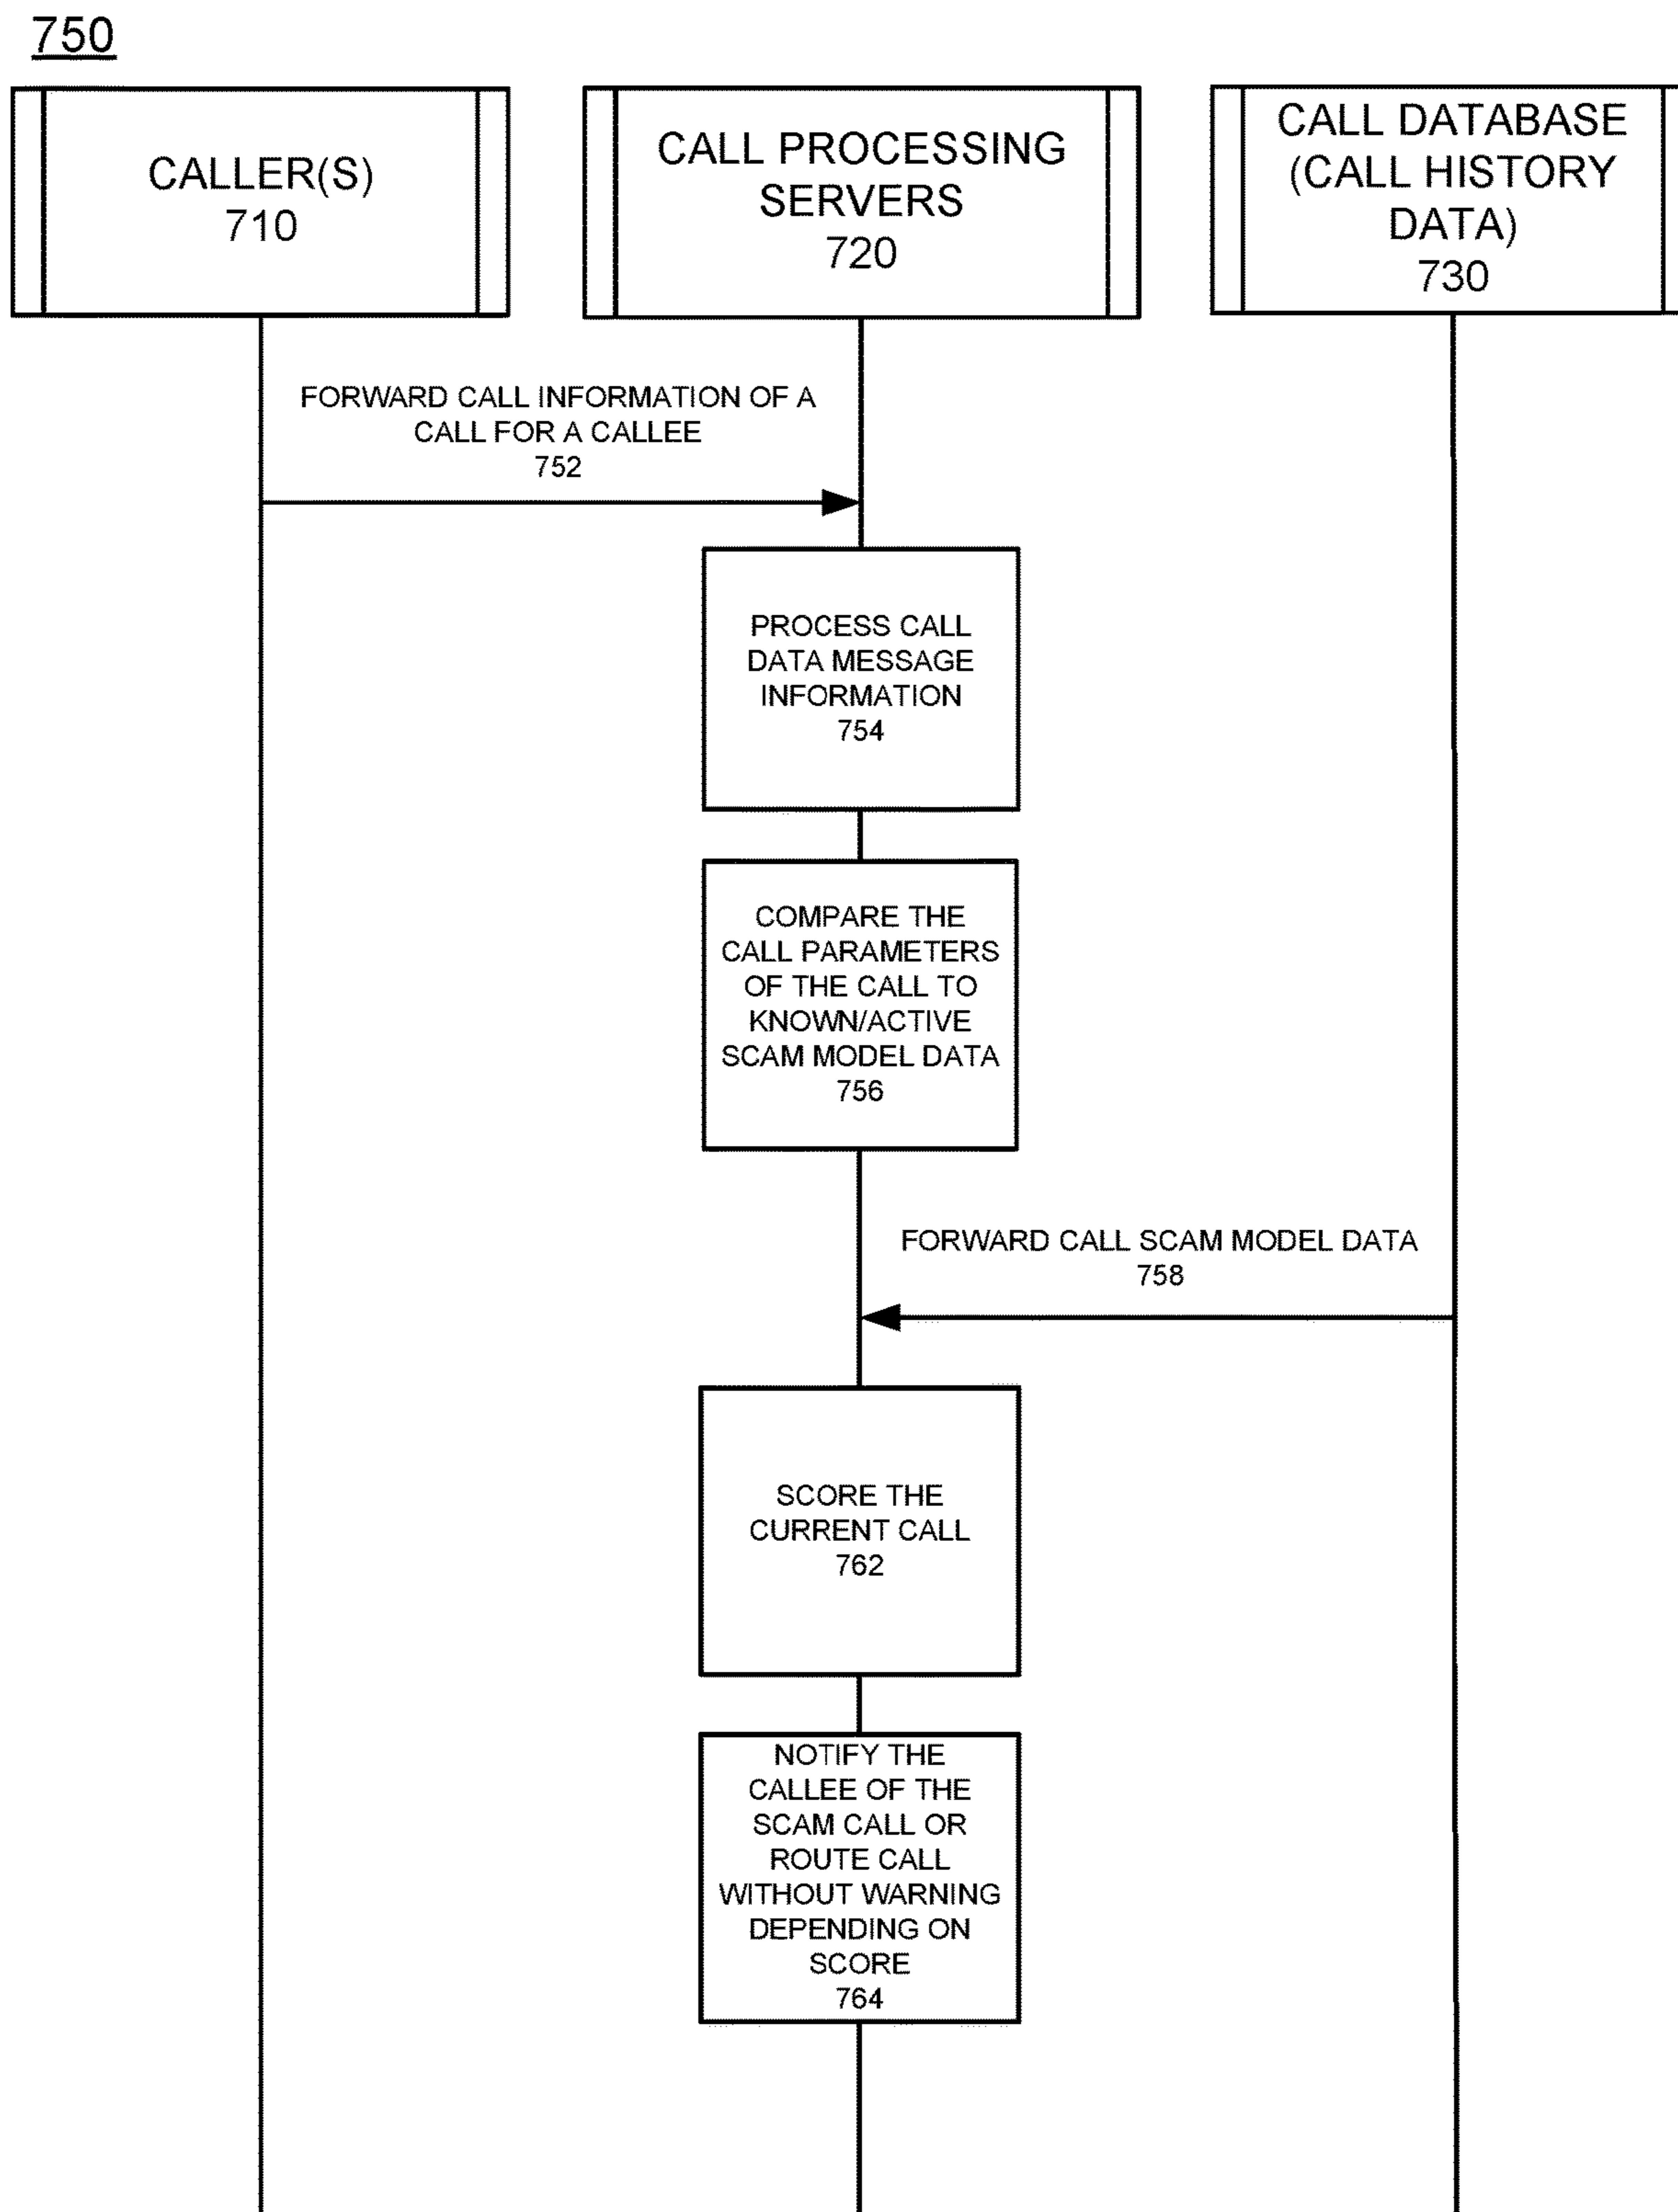 750
CALLER(S)
710
CALL PROCESSING
SERVERS
720
CALL DATABASE
(CALL HISTORY
DATA)
730
FORWARD CALL INFORMATION OF A
CALL FOR A CALLEE
752
PROCESS CALL
DATA MESSAGE
INFORMATION
754
COMPARE THE
CALL PARAMETERS
OF THE CALL TO
KNOWN/ACTIVE
SCAM MODEL DATA
756
FORWARD CALL SCAM MODEL DATA
758
SCORE THE
CURRENT CALL
762
NOTIFY THE
CALLEE OF THE
SCAM CALL OR
ROUTE CALL
WITHOUT WARNING
DEPENDING ON
SCORE
764